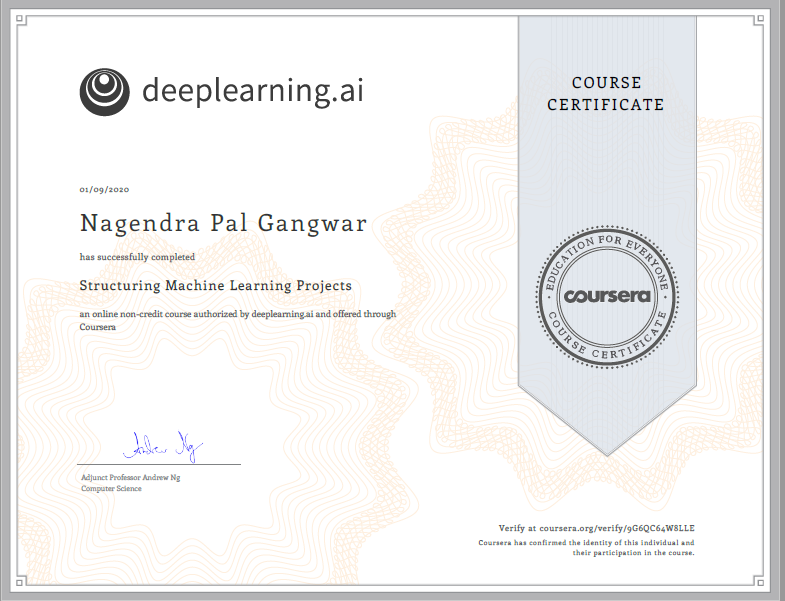 deeplearning.ai
COURSE
CERTIFICATE
01/09/2020
Nagendra Pal Gangwar
has successfully completed
Structuring Machine Learning Projects
an online non-credit course authorized by deeplearning.ai and offered through
Coursera
EDUCATION FOR EVERYONE
coursera
COURSE CERTIFICATE
Andrew Ng
Adjunct Professor Andrew Ng
Computer Science
Verify at coursera.org/verify/9G6QC64W8LLE
Coursera has confirmed the identity of this individual and
their participation in the course.